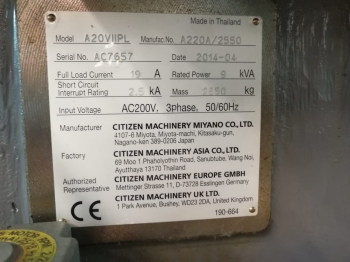 Made in Thailand
Model A20VIIPL Manufac.No. A220A/2550
Serial No. AC7657 Date 2014-04
Full Load Current 19 A Rated Power 9 kVA
Short Circuit
Interrupt Rating 2.5 kA Mass kg
Input Voltage AC200V, 3phase, 50/60Hz
Manufacturer CITIZEN MACHINERY MIYANO CO., LTD.
4107-6 Miyota, Miyota-machi, Kitasaku-gun,
Nagano-ken 389-0206 Japan
Factory CITIZEN MACHINERY ASIA CO., LTD.
69 Moo 1 Phaholyothin Road, Sanubtube, Wang Noi,
Ayutthaya 13170 Thailand
Authorized
Representative CITIZEN MACHINERY EUROPE GMBH
Mettinger Strasse 11, D-73728 Esslingen Germany
CITIZEN MACHINERY UK LTD.
1 Park Avenue, Bushey, WD23 2DA, United Kingdom
CE
190-664